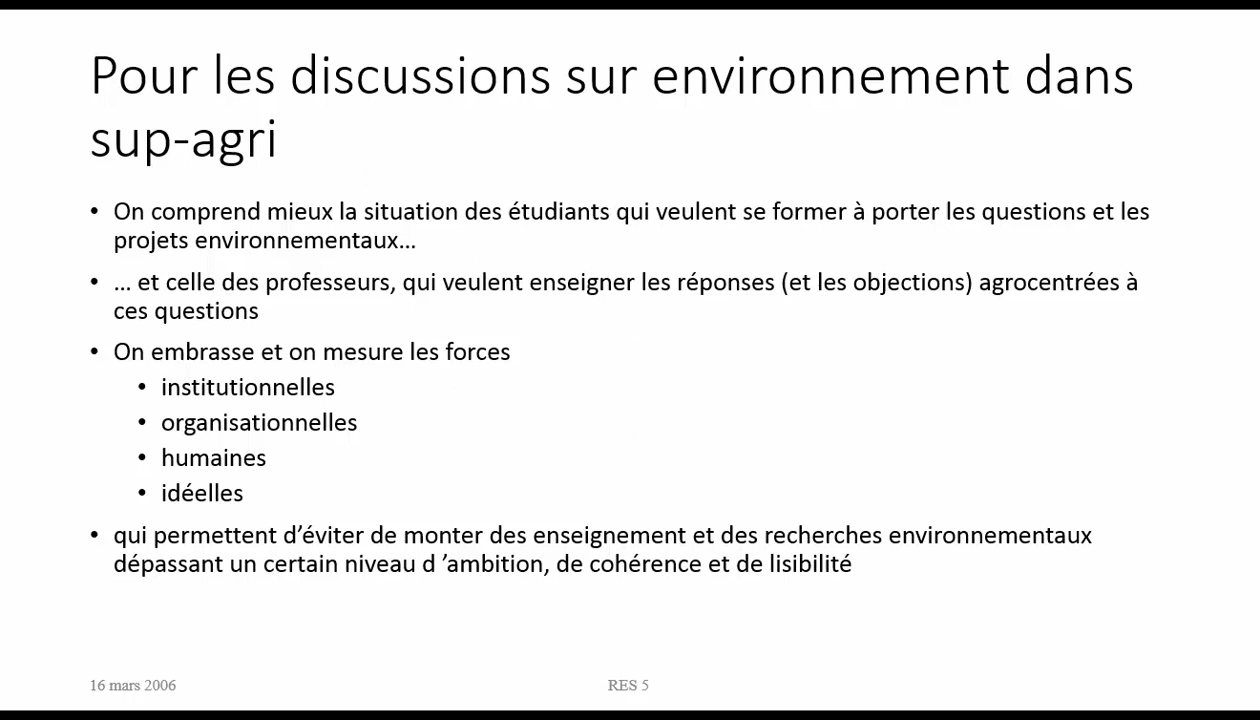 Pour les discussions sur environnement dans
sup-agri
• On comprend mieux la situation des étudiants qui veulent se former à porter les questions et les
projets environnementaux…
• … et celle des professeurs, qui veulent enseigner les réponses (et les objections) agrocentrées à
ces questions
• On embrasse et on mesure les forces
• institutionnelles
• organisationnelles
• humaines
• idéelles
• qui permettent d’éviter de monter des enseignement et des recherches environnementaux
dépassant un certain niveau d ’ambition, de cohérence et de lisibilité
16 mars 2006
RES 5